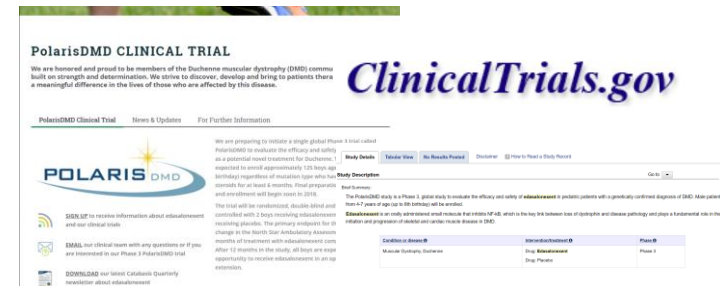 PolarisDMD CLINICAL TRIAL
We are honored and proud to be members of the Duchenne muscular dystrophy (DMD) commu
built on strength and determination. We strive to discover, develop and bring to patients thera
a meaningful difference in the lives of those who are affected by this disease.
ClinicalTrials.gov
PolarisDMD Clinical Trial News & Updates For Further Information
We are preparing to initiate a single global Phase 3 trial called
PolarisDMD to evaluate the efficacy and safety
as a potential novel treatment for Duchenne.
expected to enroll approximately 125 boys age
birthday) regardless of mutation type who hav
steroids for at least 6 months. Final preparatio
and enrollment will begin soon in 2018.
The trial will be randomized, double-blind and
controlled with 2 boys receiving edasalonexent
receiving placebo. The primary endpoint for th
change in the North Star Ambulatory Assessm
months of treatment with edasalonexent com
After 12 months in the study, all boys are expe
opportunity to receive edasalonexent in an op
extension.
POLARIS DMD
SIGN UP to receive information about edasalonexent
and our clinical trials
EMAIL our clinical team with any questions or if you
are interested in our Phase 3 PolarisDMD trial
DOWNLOAD our latest Catabasis Quarterly
newsletter about edasalonexent
Study Details Tabular View No Results Posted Disclaimer How to Read a Study Record
Study Description
Go to
Brief Summary:
The PolarisDMD study is a Phase 3, global study to evaluate the efficacy and safety of edasalonexent in pediatric patients with a genetically confirmed diagnosis of DMD. Male patient
from 4-7 years of age (up to 8th birthday) will be enrolled.
Edasalonexent is an orally administered small molecule that inhibits NF-kB, which is the key link between loss of dystrophin and disease pathology and plays a fundamental role in the
initiation and progression of skeletal and cardiac muscle disease in DMD.
Condition or disease Intervention/treatment Phase
Muscular Dystrophy, Duchenne Drug: Edasalonexent Phase 3
Drug: Placebo